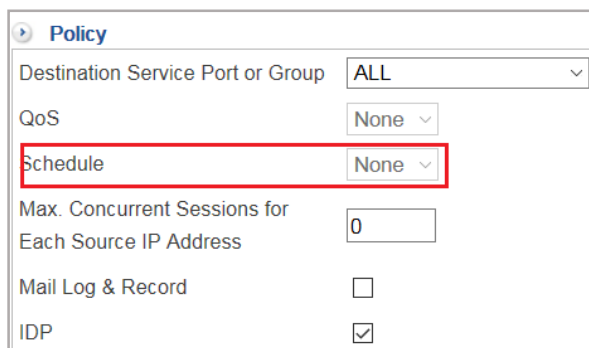 Policy
Destination Service Port or Group ALL
QoS None
Schedule None
Max. Concurrent Sessions for
Each Source IP Address 0
Mail Log & Record
IDP